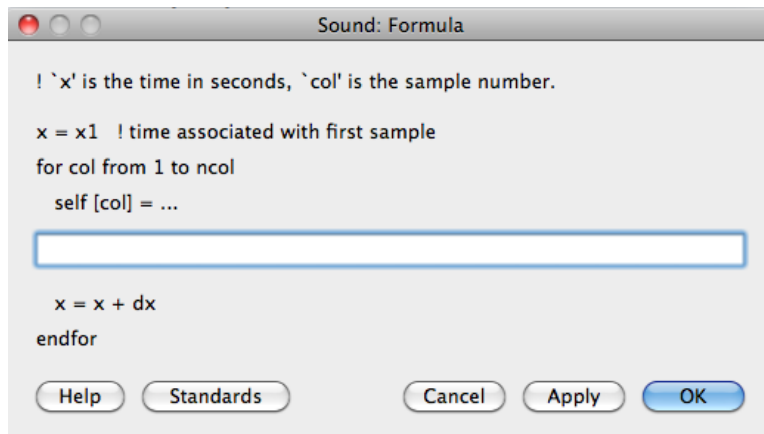 Sound: Formula
! `x' is the time in seconds, `col' is the sample number.
x = x1   ! time associated with first sample
for col from 1 to ncol
self [col] = ...
x = x + dx
endfor
Help Standards Cancel Apply OK